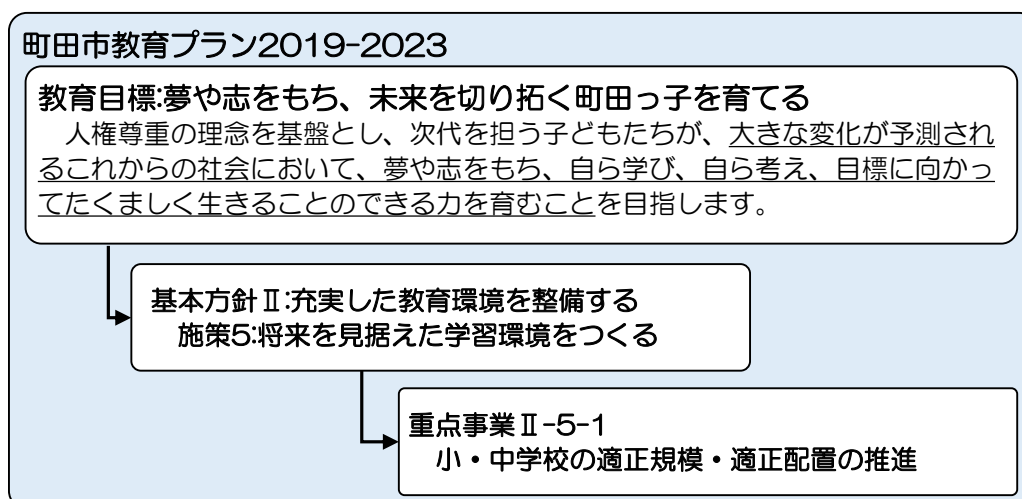 町田市教育プラン2019-2023
教育目標:夢や志をもち、未来を切り拓く町田っ子を育てる
人権尊重の理念を基盤とし、次代を担う子どもたちが、大きな変化が予測され
るこれからの社会において、夢や志をもち、自ら学び、自ら考え、目標に向かっ
てたくましく生きることのできる力を育むことを目指します。
基本方針Ⅱ:充実した教育環境を整備する
施策5:将来を見据えた学習環境をつくる
重点事業Ⅱ-5-1
小・中学校の適正規模・適正配置の推進